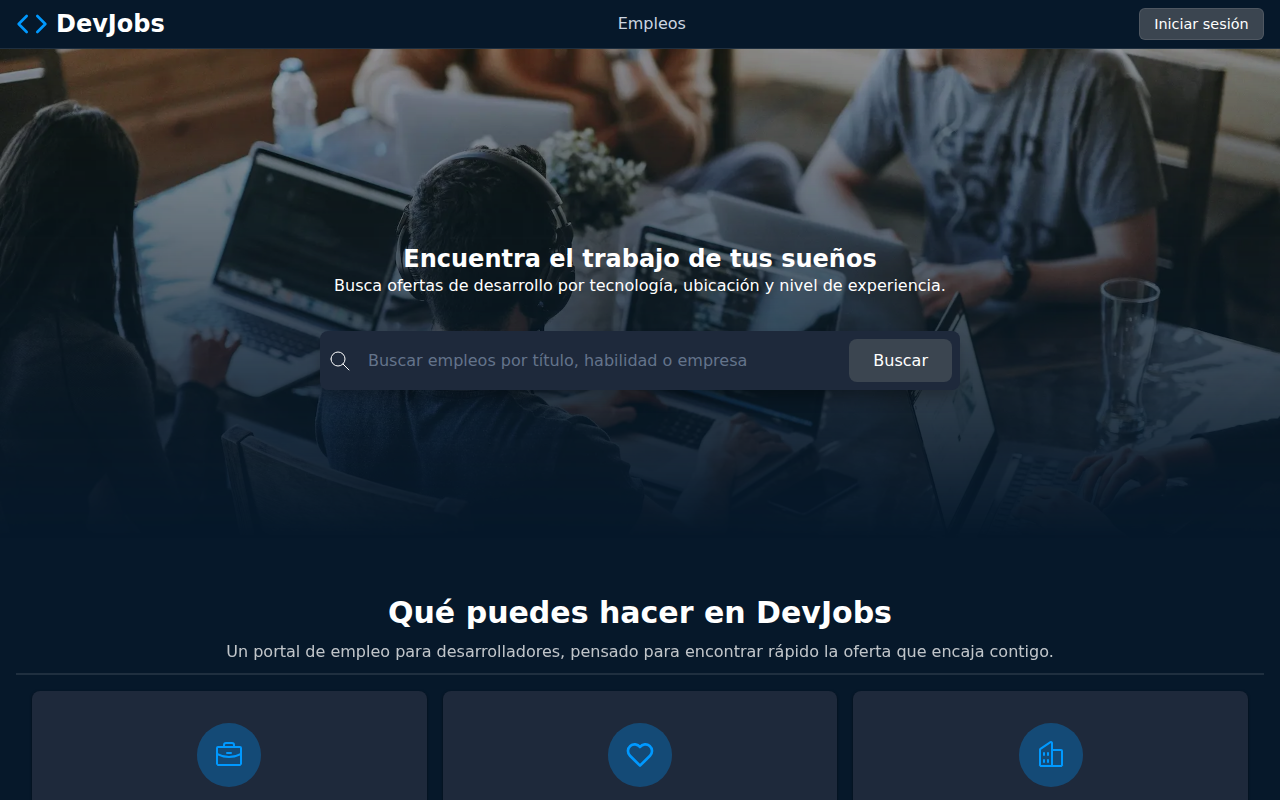 DevJobs
Empleos
Iniciar sesión
Encuentra el trabajo de tus sueños
Busca ofertas de desarrollo por tecnología, ubicación y nivel de experiencia.
Buscar empleos por título, habilidad o empresa
Buscar
Qué puedes hacer en DevJobs
Un portal de empleo para desarrolladores, pensado para encontrar rápido la oferta que encaja contigo.